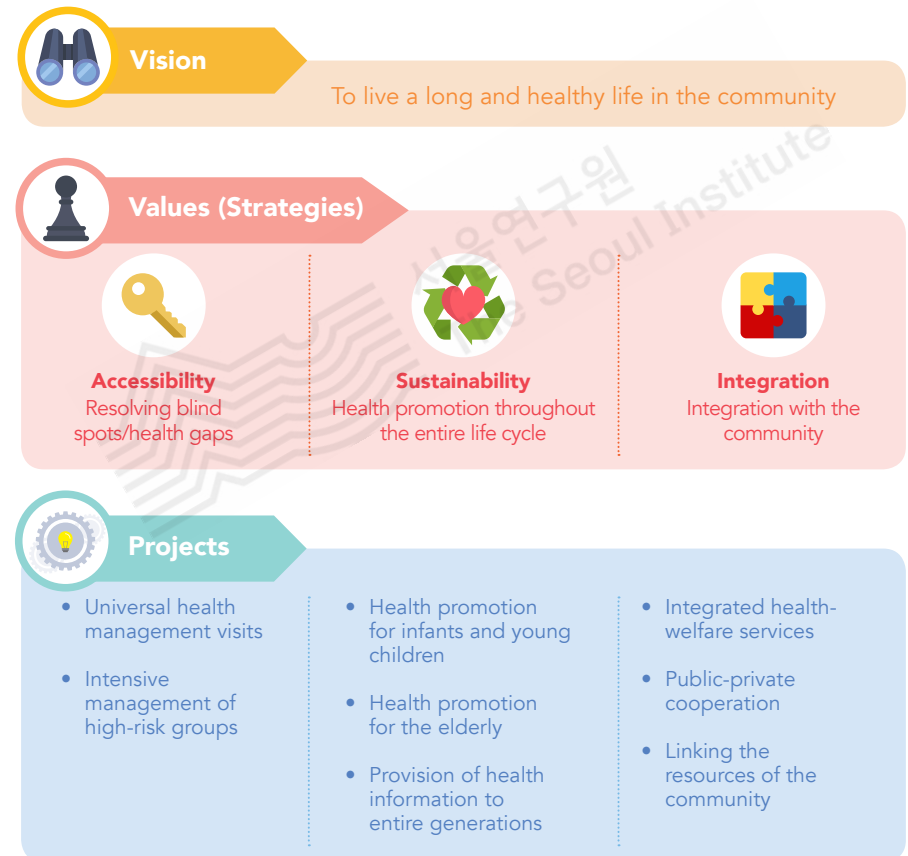 Vision
To live a long and healthy life in the community
서울연구원
The Seoul Institute
Values (Strategies)
Accessibility
Resolving blind
spots/health gaps
Sustainability
Health promotion throughout
the entire life cycle
Integration
Integration with the
community
Projects
• Universal health
management visits
• Intensive
management of
high-risk groups
• Health promotion
for infants and young
children
• Health promotion
for the elderly
• Provision of health
information to
entire generations
• Integrated health-
welfare services
• Public-private
cooperation
• Linking the
resources of the
community